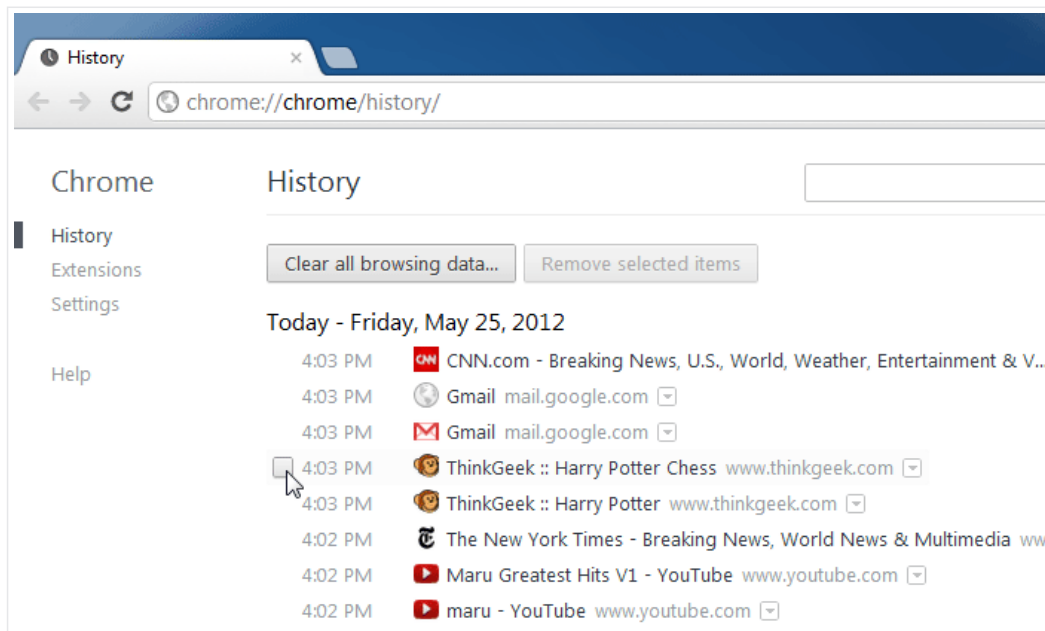 History
chrome://chrome/history/
Chrome
History
History
Extensions
Settings
Help
Clear all browsing data... Remove selected items
Today - Friday, May 25, 2012
4:03 PM CNN CNN.com - Breaking News, U.S., World, Weather, Entertainment & V...
4:03 PM Gmail mail.google.com
4:03 PM Gmail mail.google.com
4:03 PM ThinkGeek :: Harry Potter Chess www.thinkgeek.com
4:03 PM ThinkGeek :: Harry Potter www.thinkgeek.com
4:02 PM The New York Times - Breaking News, World News & Multimedia ww
4:02 PM Maru Greatest Hits V1 - YouTube www.youtube.com
4:02 PM maru - YouTube www.youtube.com